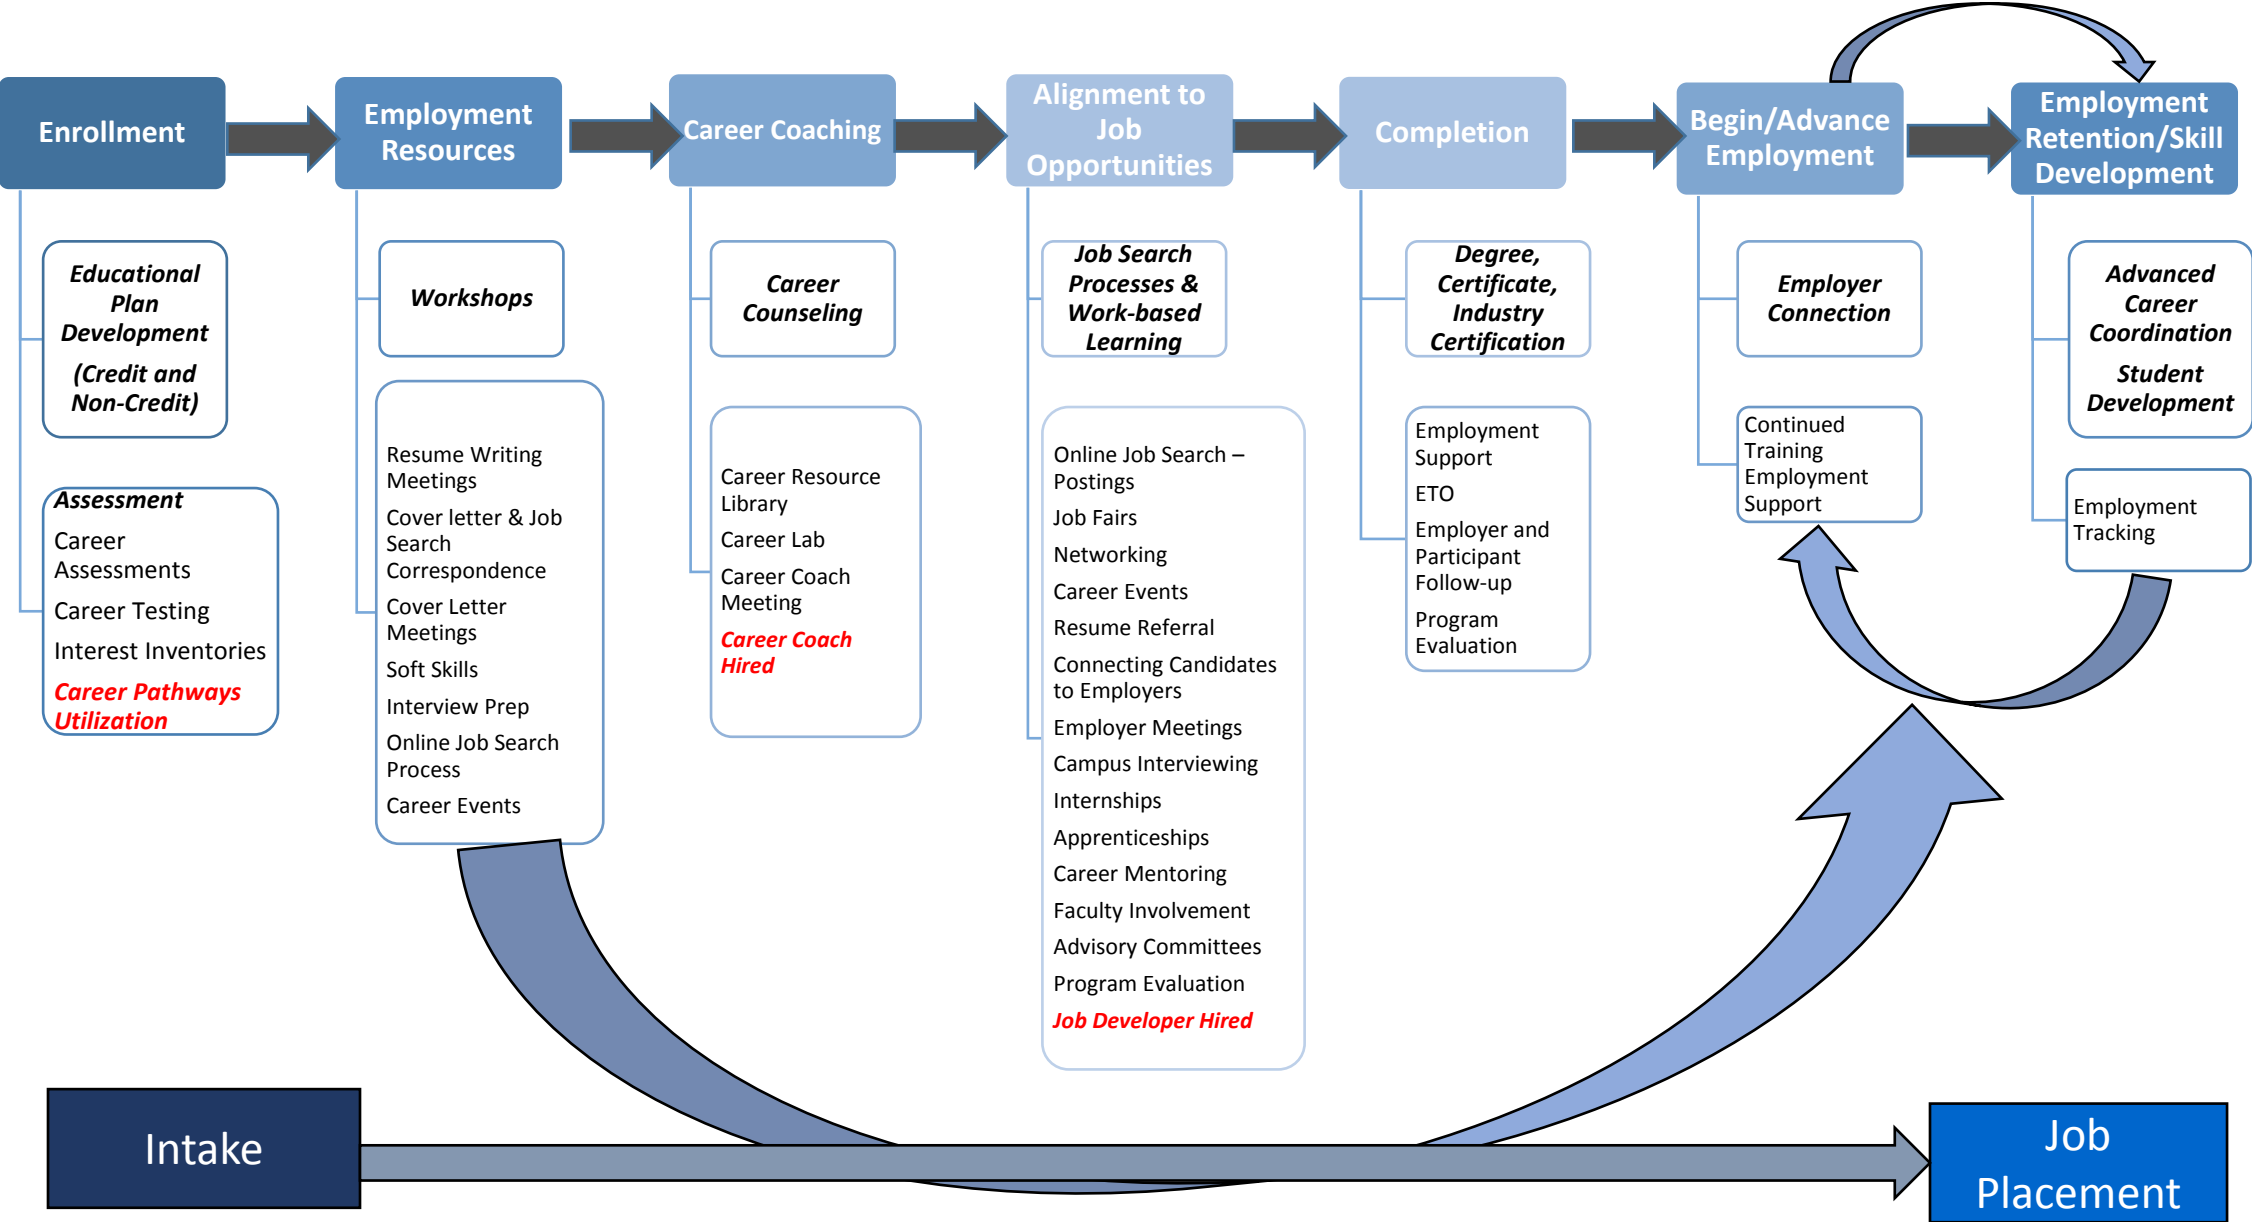 Enrollment
Employment
Resources
Career Coaching
Alignment to
Job
Opportunities
Completion
Begin/Advance
Employment
Employment
Retention/Skill
Development
Educational
Plan
Development
(Credit and
Non-Credit)
Assessment
Career
Assessments
Career Testing
Interest Inventories
Career Pathways
Utilization
Workshops
Resume Writing
Meetings
Cover letter & Job
Search
Correspondence
Cover Letter
Meetings
Soft Skills
Interview Prep
Online Job Search
Process
Career Events
Career
Counseling
Career Resource
Library
Career Lab
Career Coach
Meeting
Career Coach
Hired
Job Search
Processes &
Work-based
Learning
Online Job Search –
Postings
Job Fairs
Networking
Career Events
Resume Referral
Connecting Candidates
to Employers
Employer Meetings
Campus Interviewing
Internships
Apprenticeships
Career Mentoring
Faculty Involvement
Advisory Committees
Program Evaluation
Job Developer Hired
Degree,
Certificate,
Industry
Certification
Employment
Support
ETO
Employer and
Participant
Follow-up
Program
Evaluation
Employer
Connection
Continued
Training
Employment
Support
Advanced
Career
Coordination
Student
Development
Employment
Tracking
Intake
Job
Placement